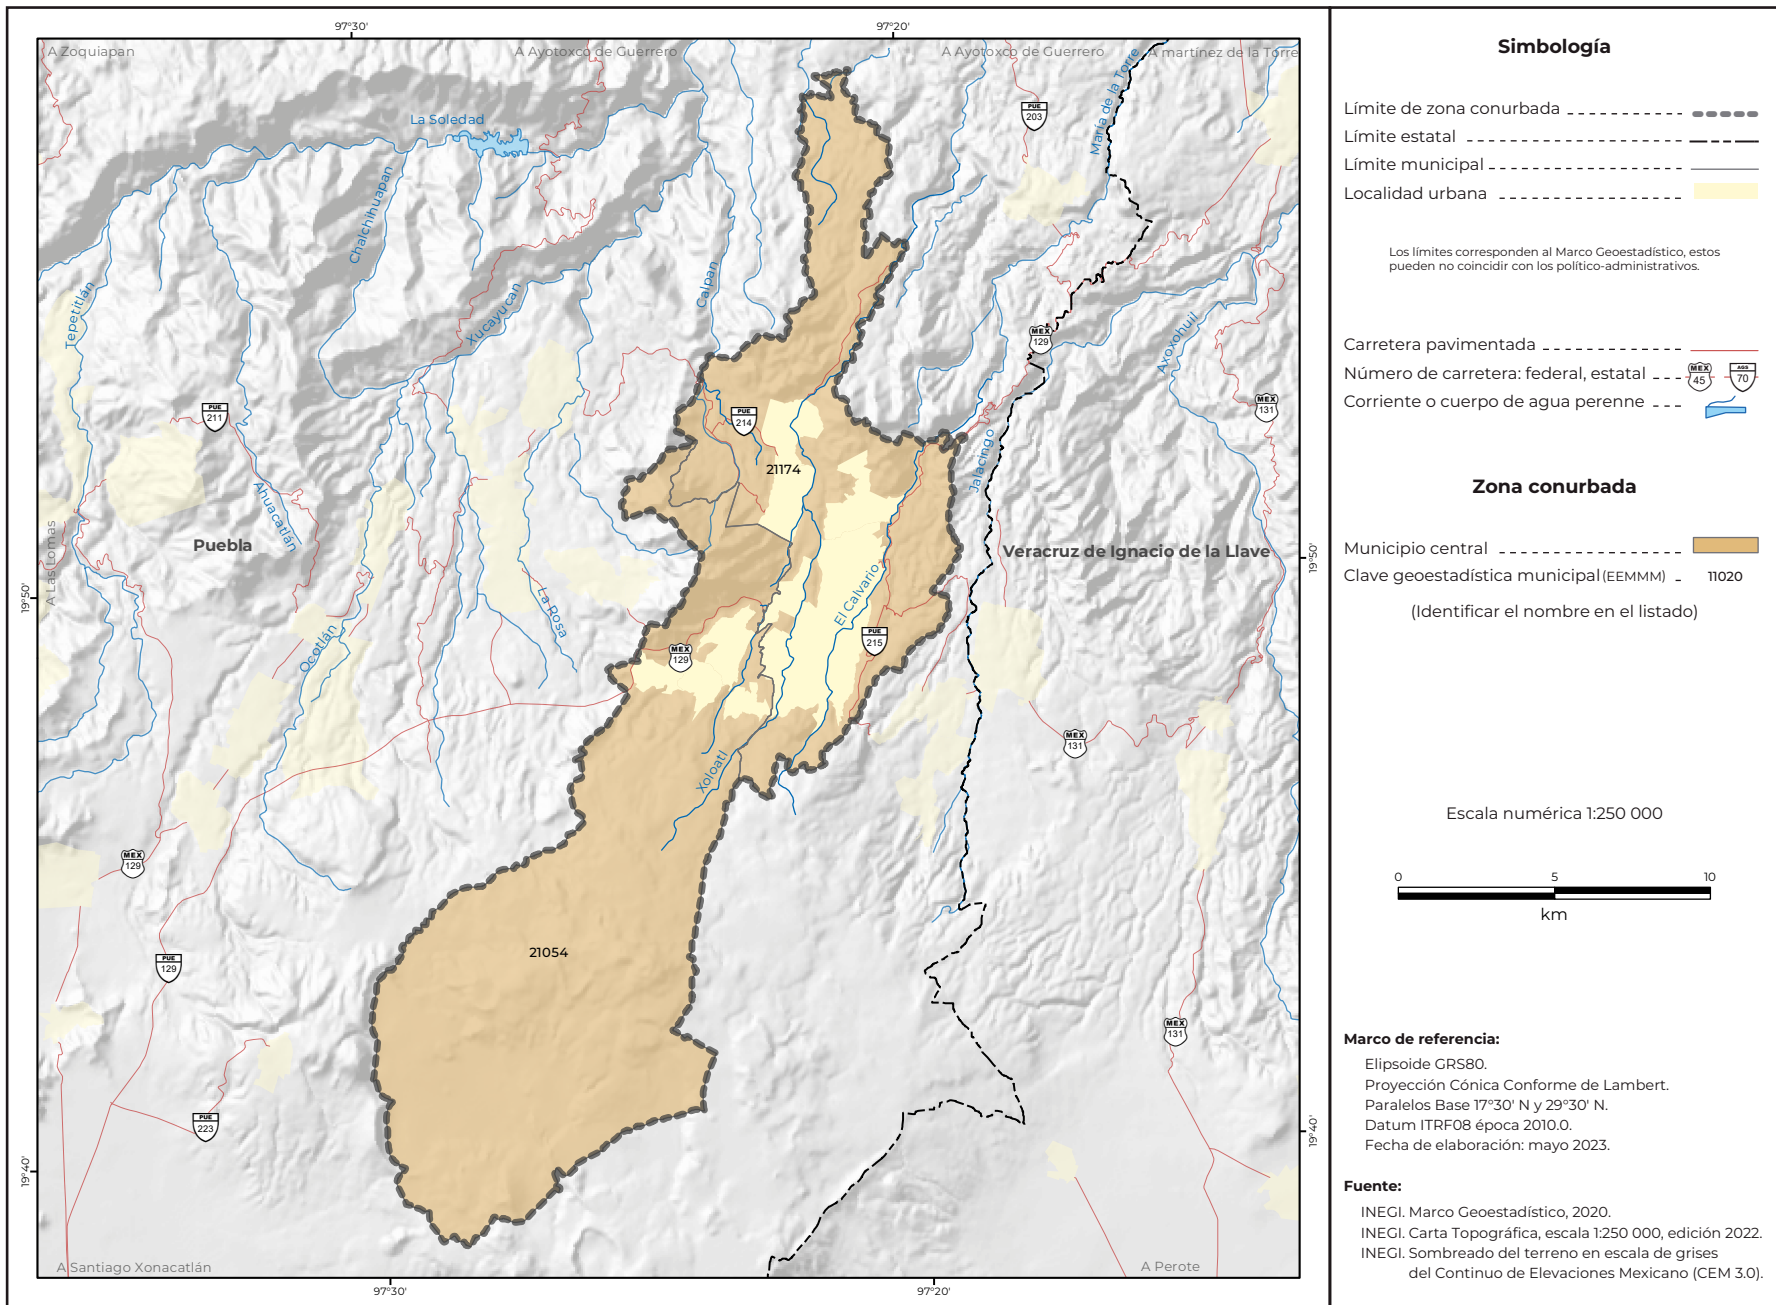 97°30'
97°20'
A Zoquiapan
A Ayotoxco de Guerrero
A Ayotoxco de Guerrero
A martínez de la Torre
La Soledad
María de la Torre
PUE
203
Chalchihuapan
Tepetitlán
Xucayucan
Calpan
MEX
129
Axoxohuil
PUE
211
PUE
214
MEX
131
21174
Jalacingo
Ahuacatlán
Puebla
Veracruz de Ignacio de la Llave
A Las Lomas
19°50'
19°50'
La Rosa
El Calvario
Ocotlán
MEX
129
PUE
215
MEX
131
Xoloatl
MEX
129
21054
PUE
129
MEX
131
PUE
223
19°40'
19°40'
A Santiago Xonacatlán
A Perote
97°30'
97°20'
Simbología
Límite de zona conurbada
Límite estatal
Límite municipal
Localidad urbana
Los límites corresponden al Marco Geoestadístico, estos
pueden no coincidir con los político-administrativos.
Carretera pavimentada
Número de carretera: federal, estatal
MEX
45
AGS
70
Corriente o cuerpo de agua perenne
Zona conurbada
Municipio central
Clave geoestadística municipal (EEMMM)
11020
(Identificar el nombre en el listado)
Escala numérica 1:250 000
0
5
10
km
Marco de referencia:
Elipsoide GRS80.
Proyección Cónica Conforme de Lambert.
Paralelos Base 17°30' N y 29°30' N.
Datum ITRF08 época 2010.0.
Fecha de elaboración: mayo 2023.
Fuente:
INEGI. Marco Geoestadístico, 2020.
INEGI. Carta Topográfica, escala 1:250 000, edición 2022.
INEGI. Sombreado del terreno en escala de grises
del Continuo de Elevaciones Mexicano (CEM 3.0).